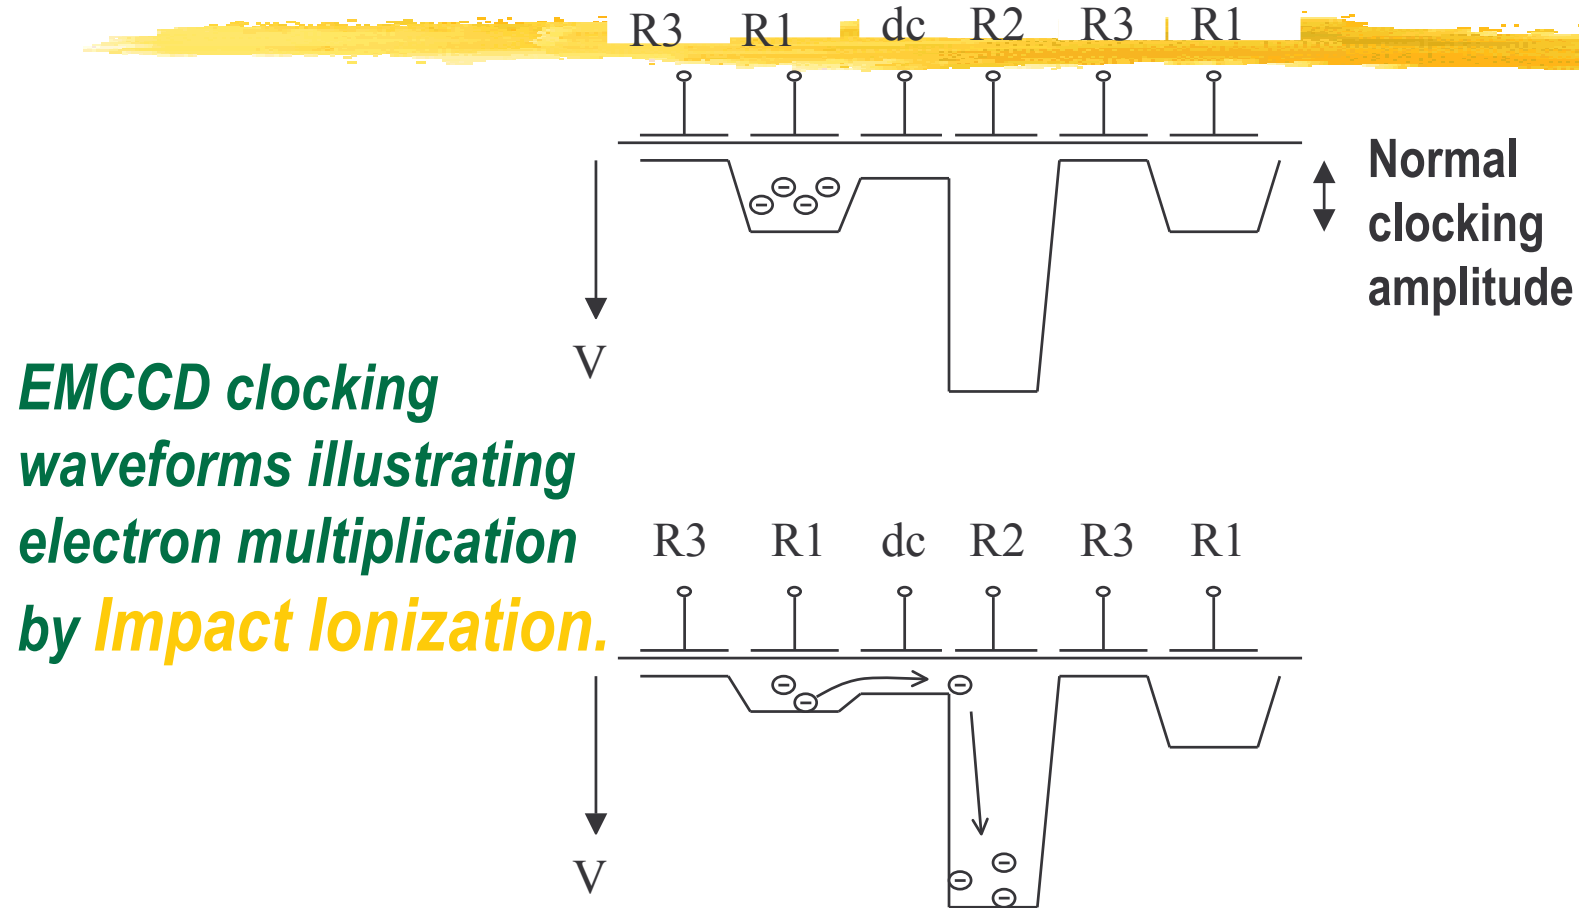 R3 R1 dc R2 R3 R1
Normal
clocking
amplitude
V
EMCCD clocking
waveforms illustrating
electron multiplication
by Impact Ionization.
R3 R1 dc R2 R3 R1
V